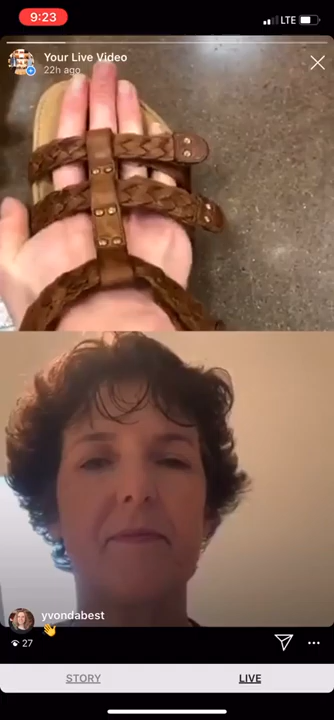 9:23
LTE
Your Live Video
22h ago
yvondabest
👋
27
STORY
LIVE